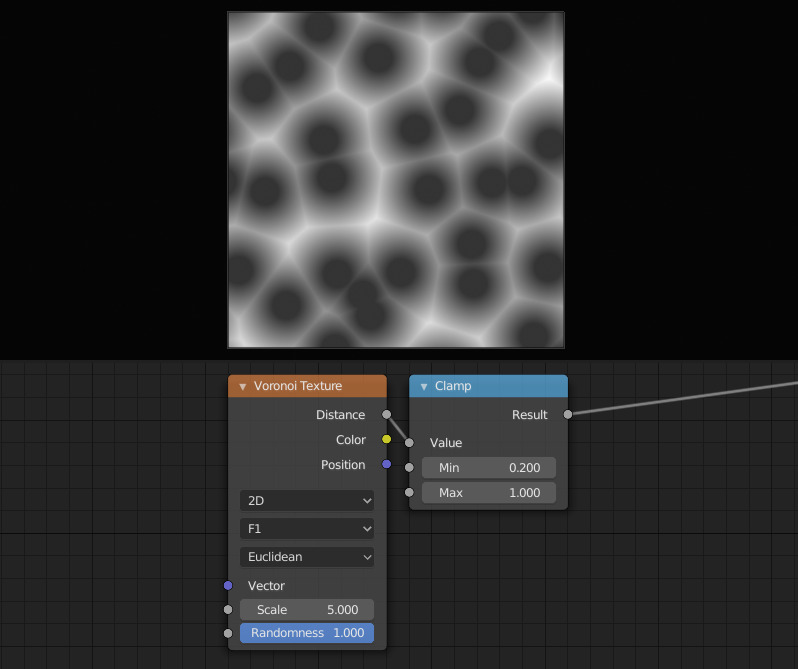 Voronoi Texture
Distance
Color
Position
2D
F1
Euclidean
Vector
Scale 5.000
Randomness 1.000
Clamp
Result
Value
Min 0.200
Max 1.000